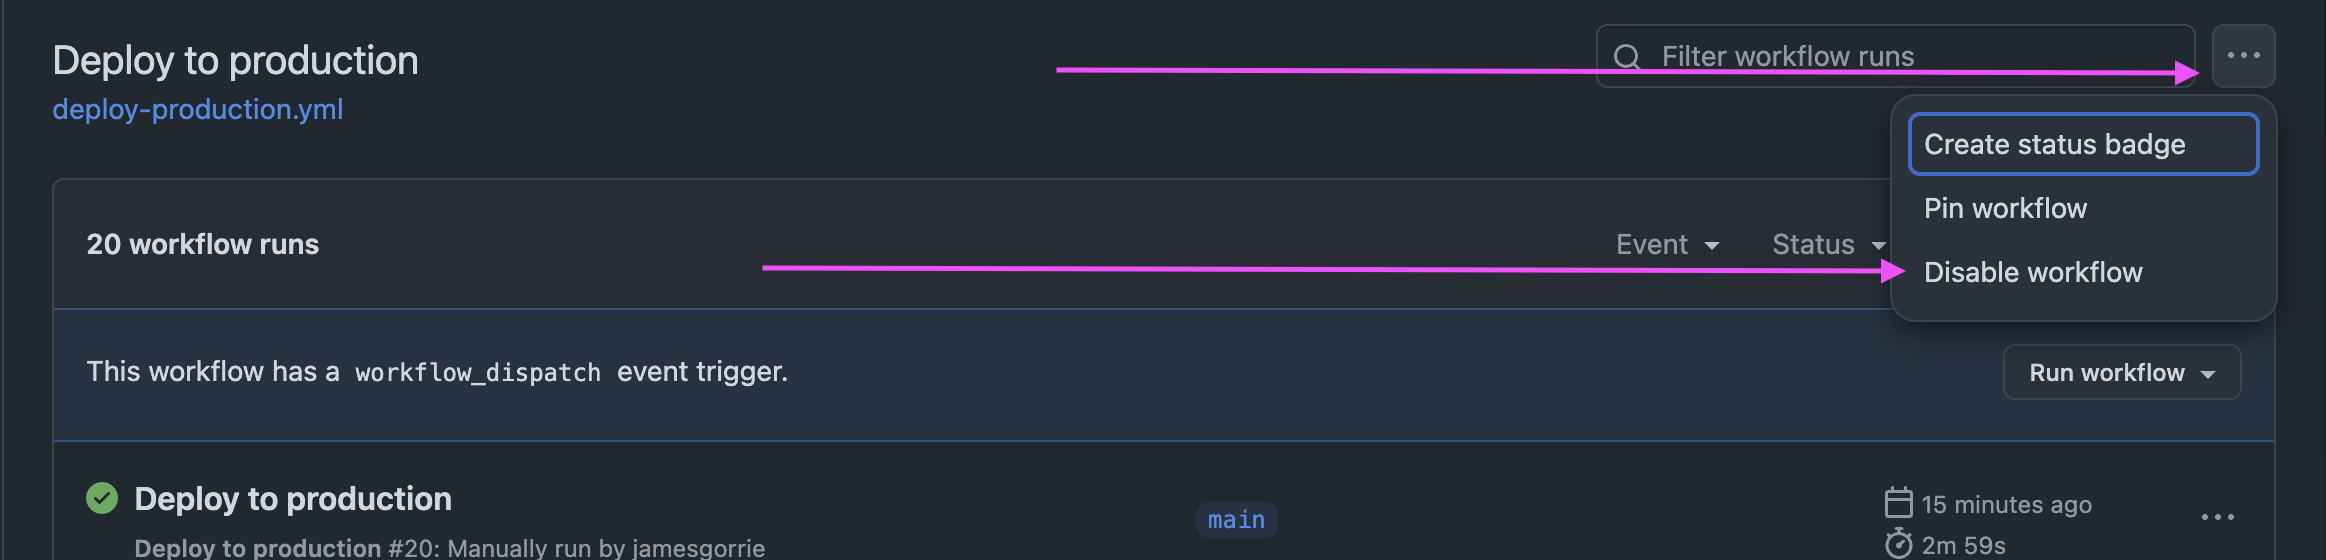 Deploy to production
Filter workflow runs
deploy-production.yml
Create status badge
Pin workflow
Disable workflow
20 workflow runs
Event
Status
This workflow has a workflow_dispatch event trigger.
Run workflow
Deploy to production
main
15 minutes ago
Deploy to production #20: Manually run by jamesgorrie
2m 59s